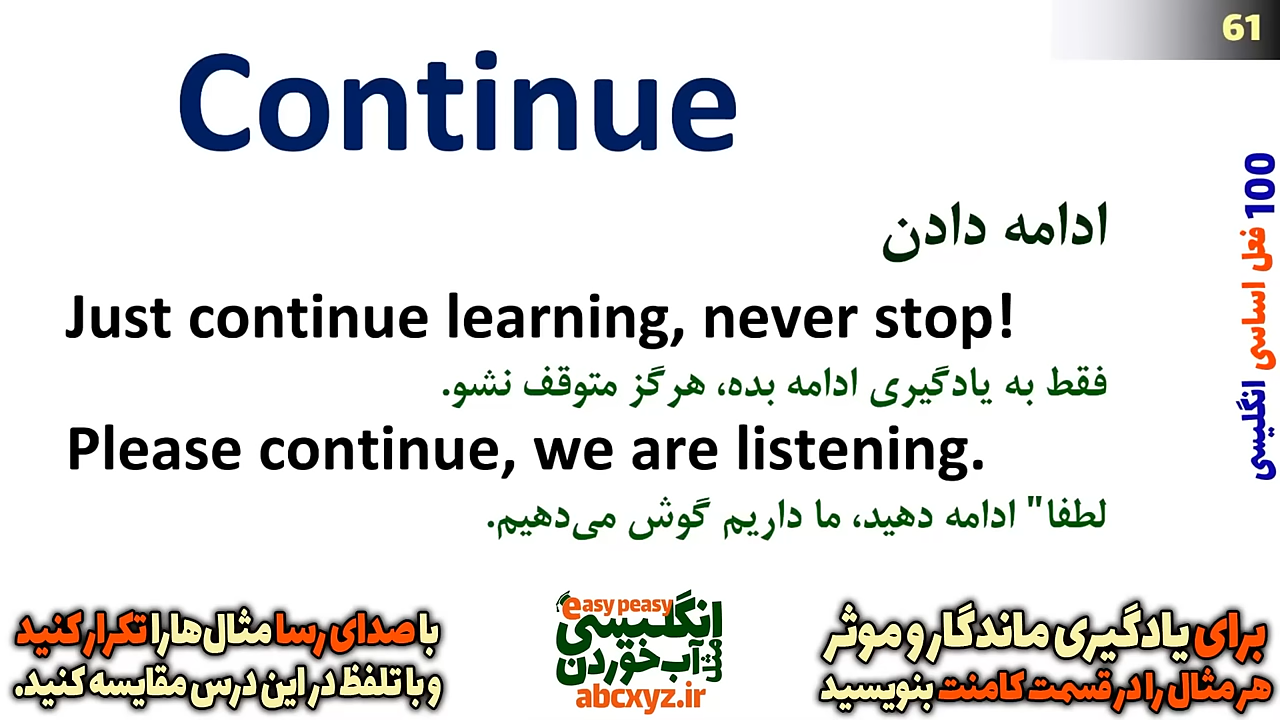 61
Continue
ادامه دادن
Just continue learning, never stop!
فقط به یادگیری ادامه بده، هرگز متوقف نشو.
Please continue, we are listening.
لطفا" ادامه دهید، ما داریم گوش می‌دهیم.
100 فعل اساسی انگلیسی
برای یادگیری ماندگار و موثر
هر مثال را در قسمت کامنت بنویسید
easy peasy
انگلیسی
مثل آب خوردن
abcxyz.ir
با صدای رسا مثال‌ها را تکرار کنید
و با تلفظ در این درس مقایسه کنید.